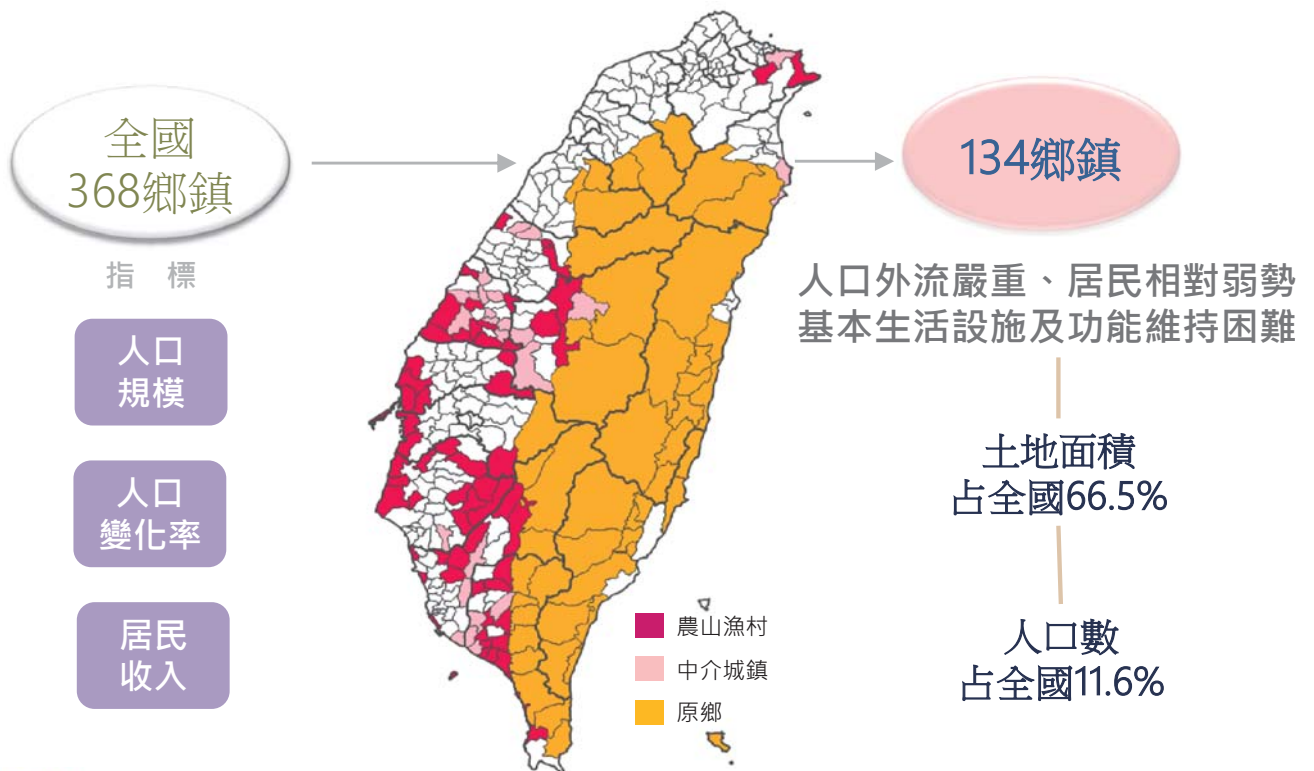 全國
368鄉鎮
指 標
人口
規模
人口
變化率
居民
收入
農山漁村
中介城鎮
原鄉
134鄉鎮
人口外流嚴重、居民相對弱勢
基本生活設施及功能維持困難
土地面積
占全國66.5%
人口數
占全國11.6%